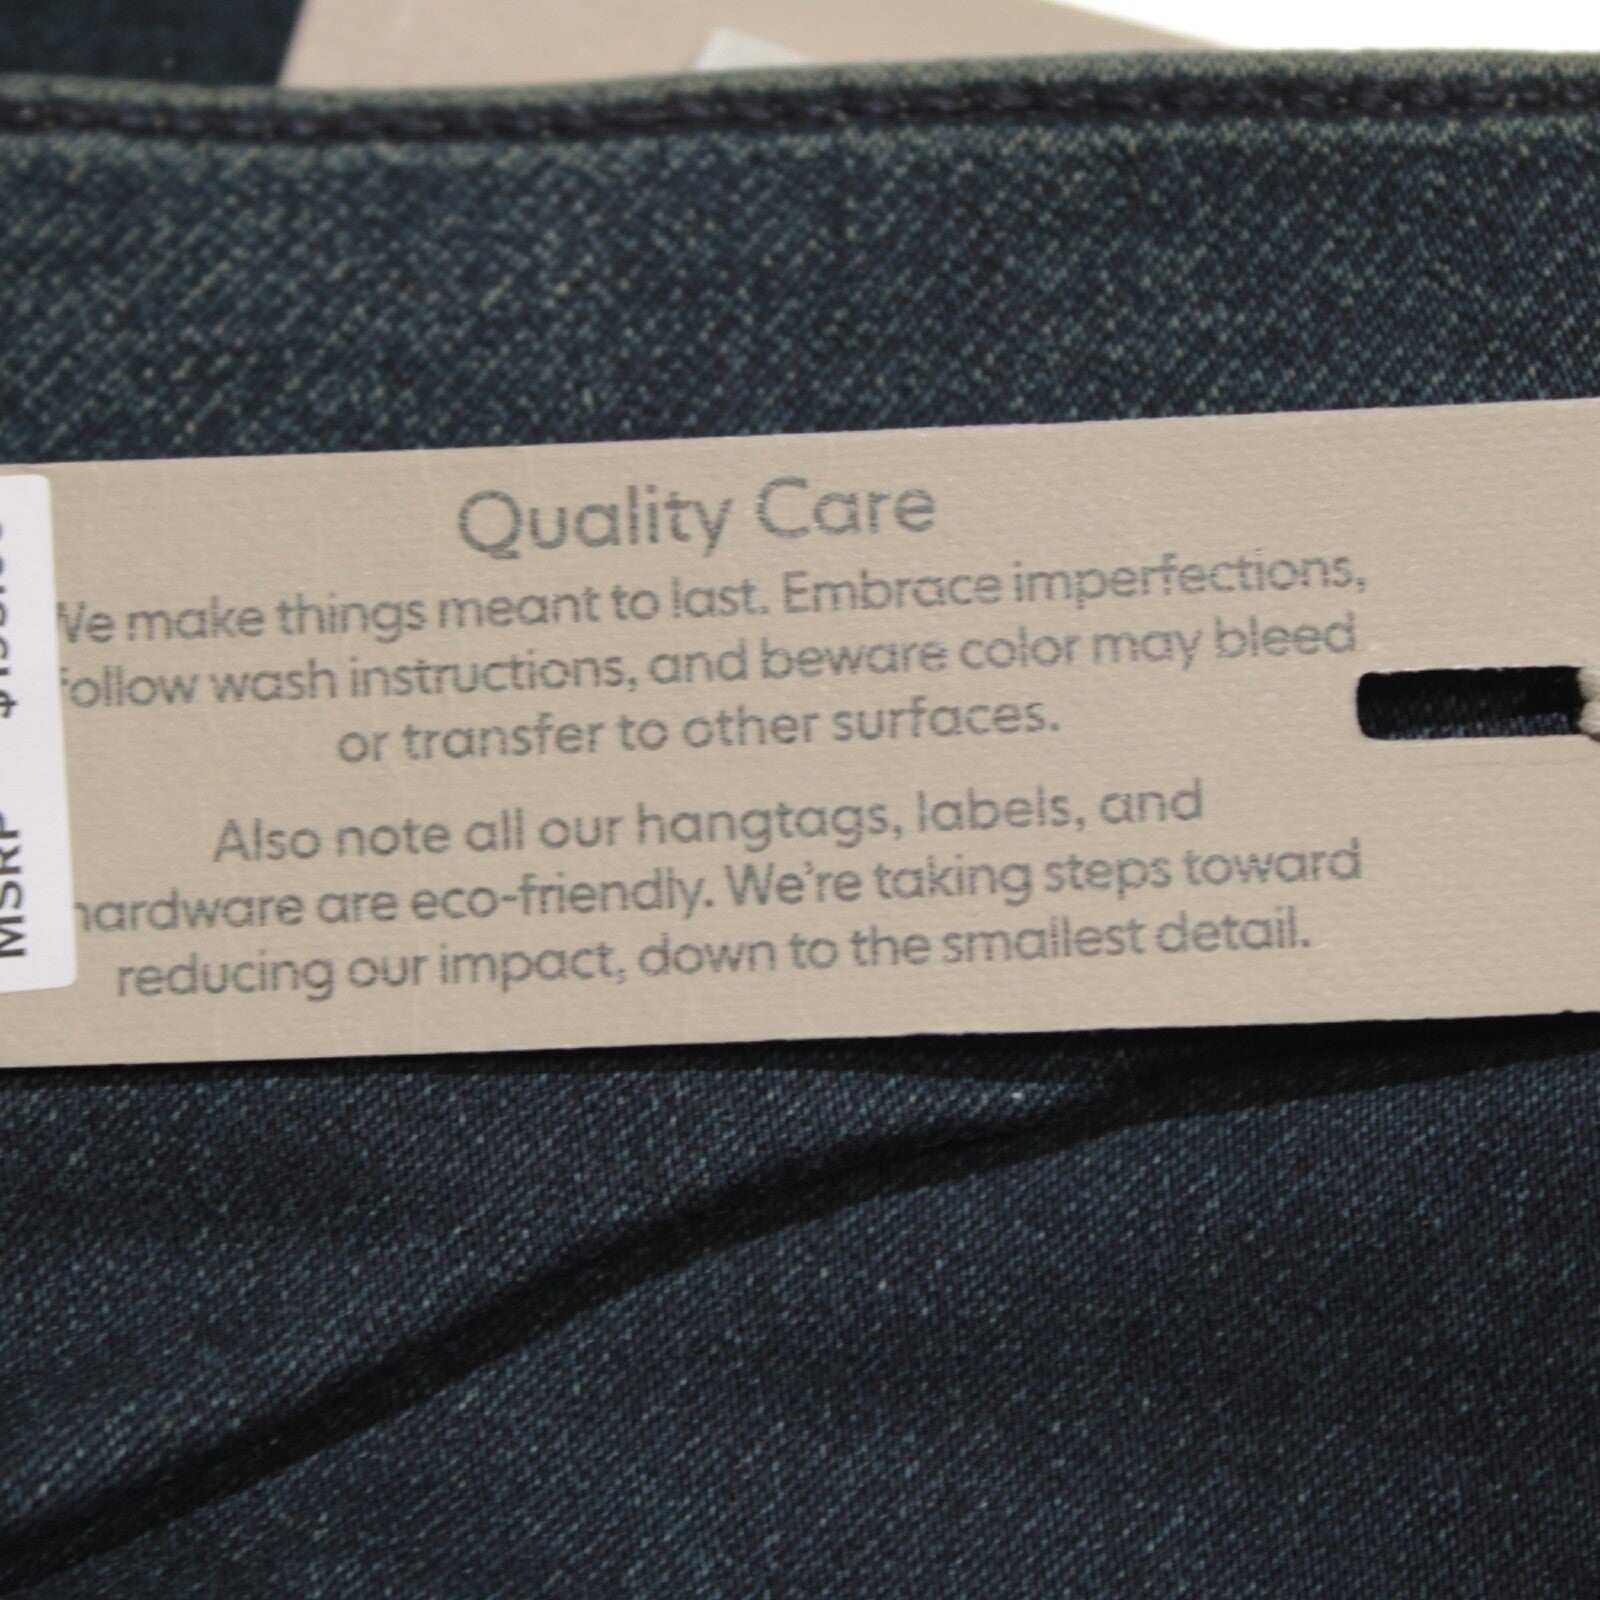 Quality Care
We make things meant to last. Embrace imperfections,
follow wash instructions, and beware color may bleed
or transfer to other surfaces.
Also note all our hangtags, labels, and
hardware are eco-friendly. We're taking steps toward
reducing our impact, down to the smallest detail.
MSRP